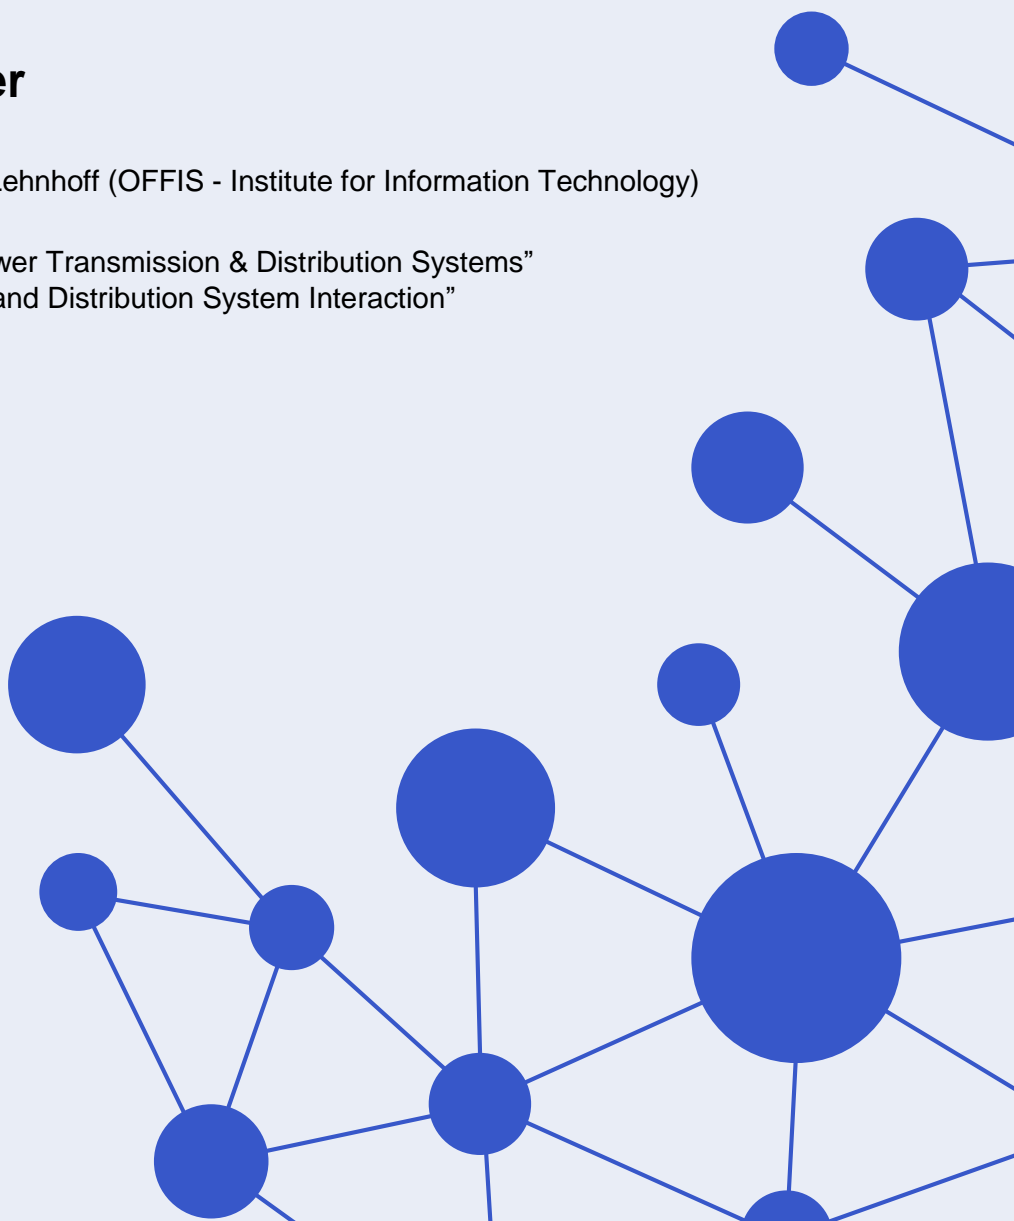 er
ehnhoff (OFFIS - Institute for Information Technology)
wer Transmission & Distribution Systems”
and Distribution System Interaction”